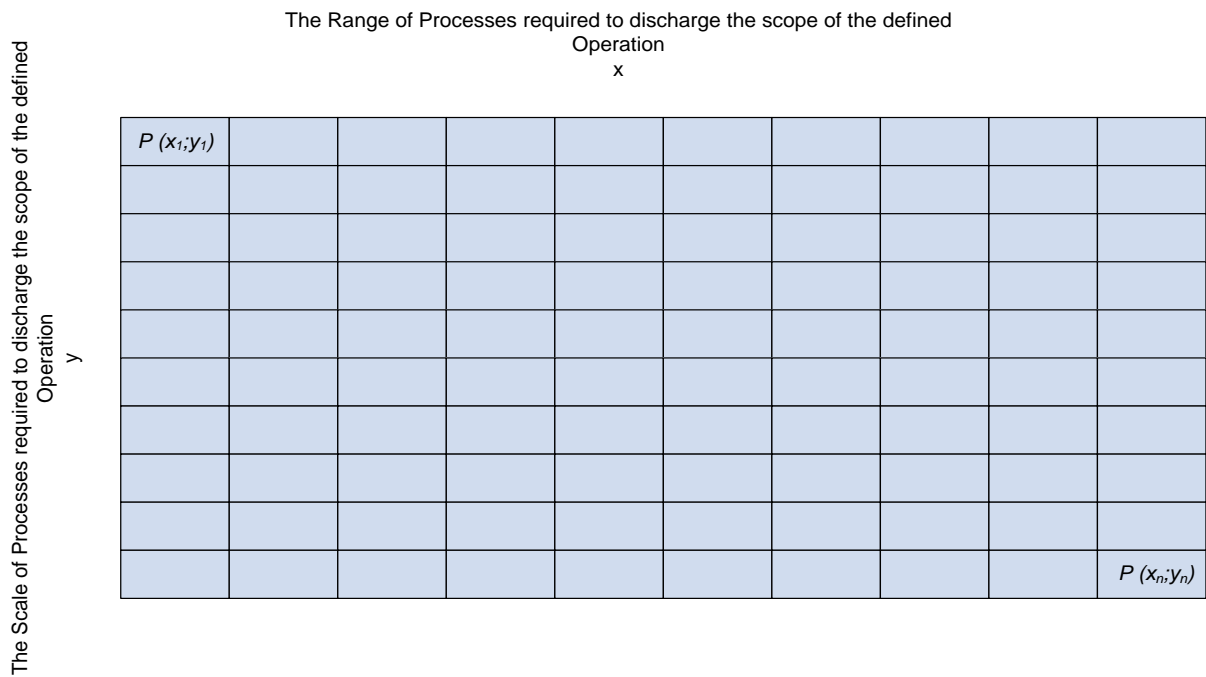 The Range of Processes required to discharge the scope of the defined
Operation
x
The Scale of Processes required to discharge the scope of the defined
Operation
y
P (x₁;y₁)
P (xₙ;yₙ)